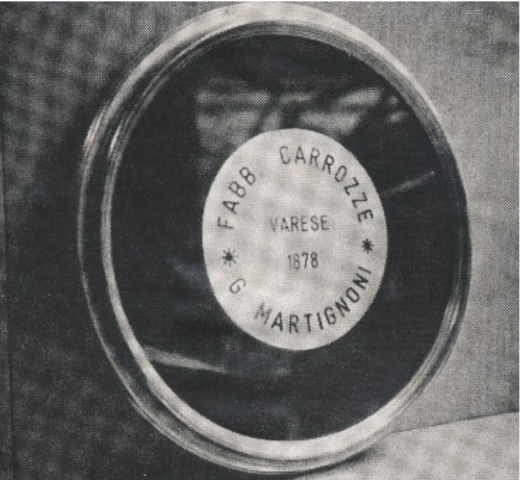 FABB CARROZZE
VARESE
1878
G MARTIGNONI